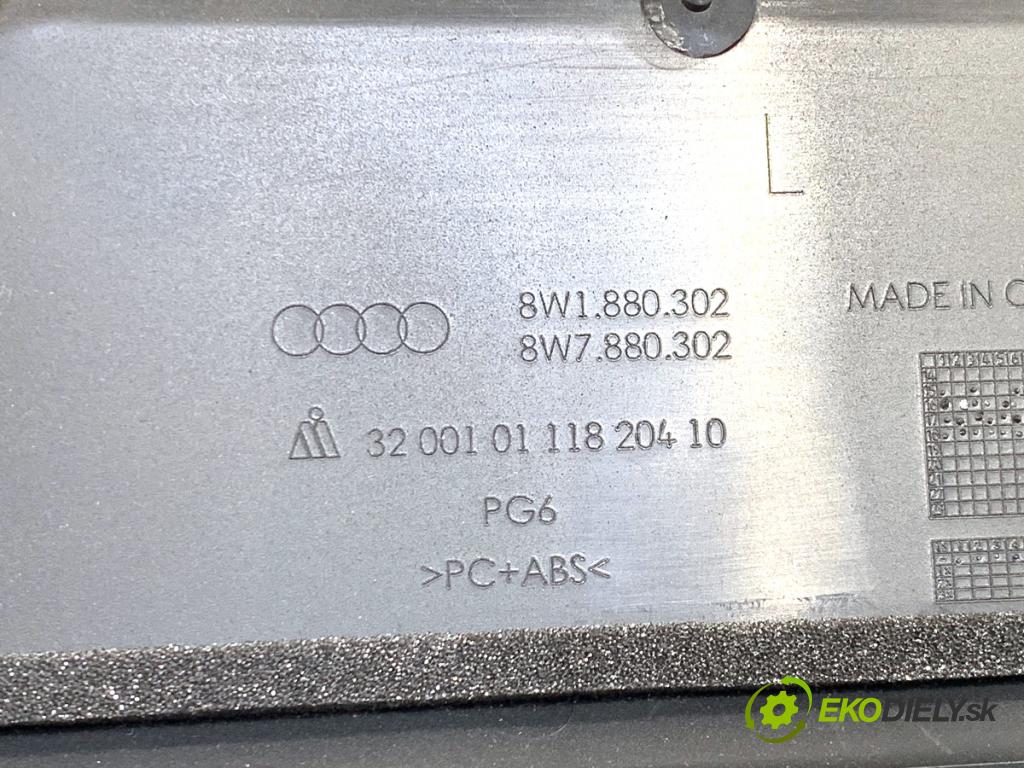 L
8W1.880.302
8W7.880.302
MADE IN
32 001 01 118 204 10
PG6
>PC+ABS<
EKODIELY.sk